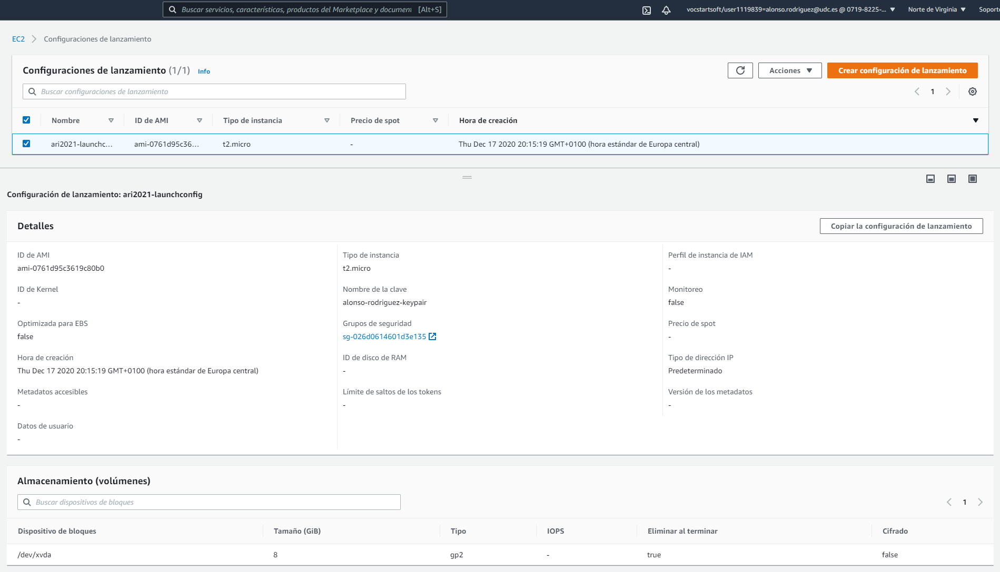 Buscar servicios, características, productos del Marketplace y document [Alt+S]
vocstartsoft/user1119839=alonso.rodriguez@udc.es @ 0719-8225-... Norte de Virginia Soport
EC2 Configuraciones de lanzamiento
Configuraciones de lanzamiento (1/1) Info
Acciones Crear configuración de lanzamiento
Buscar configuraciones de lanzamiento
1
Nombre ID de AMI Tipo de instancia Precio de spot Hora de creación
ari2021-launchc... ami-0761d95c36... t2.micro - Thu Dec 17 2020 20:15:19 GMT+0100 (hora estándar de Europa central)
Configuración de lanzamiento: ari2021-launchconfig
Detalles Copiar la configuración de lanzamiento
ID de AMI Tipo de instancia Perfil de instancia de IAM
ami-0761d95c3619c80b0 t2.micro -
ID de Kernel Nombre de la clave Monitoreo
- alonso-rodriguez-keypair false
Optimizada para EBS Grupos de seguridad Precio de spot
false sg-026d0614601d3e135 -
Hora de creación ID de disco de RAM Tipo de dirección IP
Thu Dec 17 2020 20:15:19 GMT+0100 (hora estándar de Europa central) - Predeterminado
Metadatos accesibles Límite de saltos de los tokens Versión de los metadatos
- - -
Datos de usuario
-
Almacenamiento (volúmenes)
Buscar dispositivos de bloques
1
Dispositivo de bloques Tamaño (GiB) Tipo IOPS Eliminar al terminar Cifrado
/dev/xvda 8 gp2 - true false